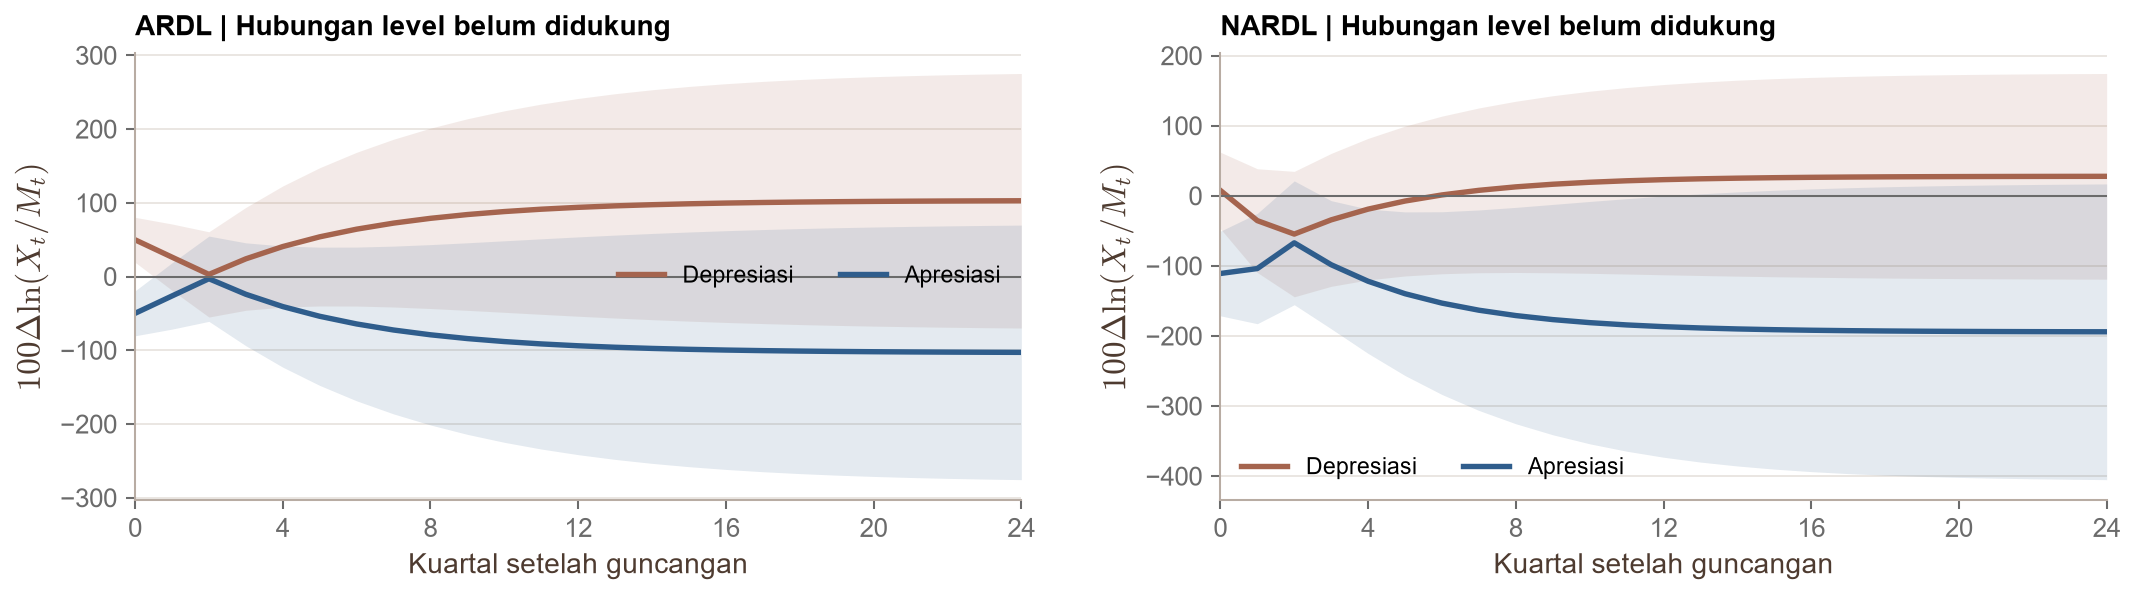 ARDL | Hubungan level belum didukung
300
200
100
0
−100
−200
−300
100Δln(Xₜ/Mₜ)
Depresiasi Apresiasi
0 4 8 12 16 20 24
Kuartal setelah guncangan
NARDL | Hubungan level belum didukung
200
100
0
−100
−200
−300
−400
100Δln(Xₜ/Mₜ)
Depresiasi Apresiasi
0 4 8 12 16 20 24
Kuartal setelah guncangan